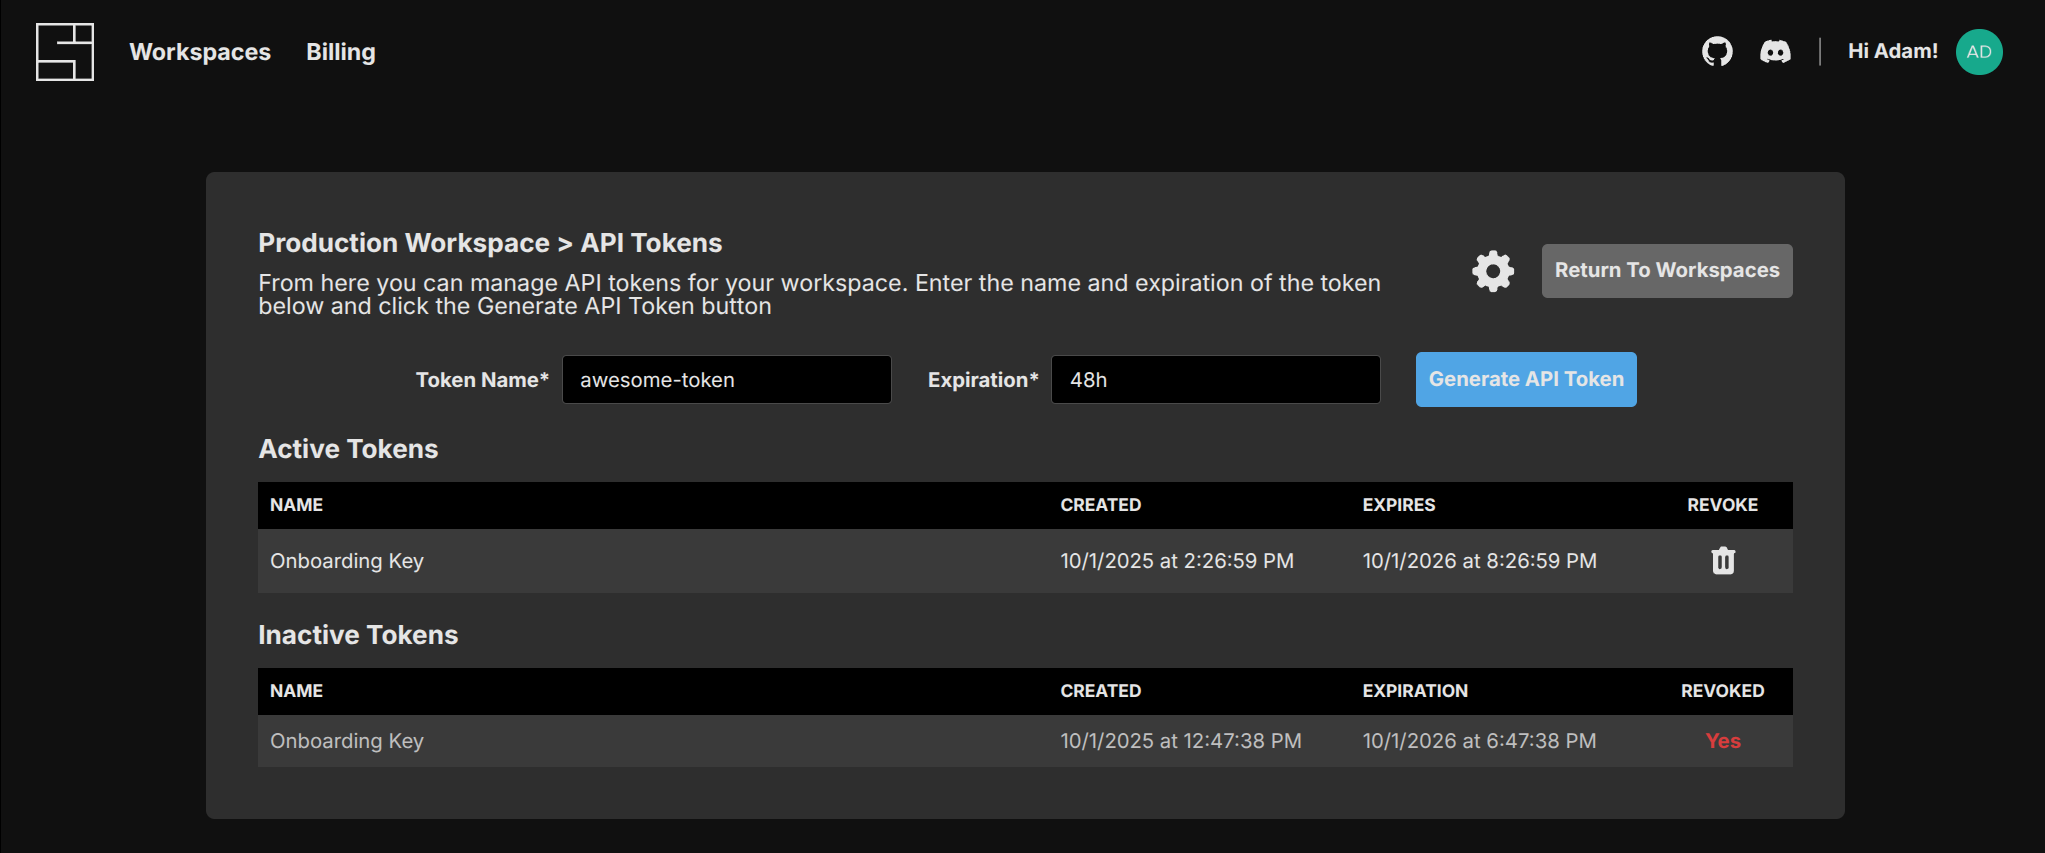 Workspaces Billing Hi Adam! AD
Production Workspace > API Tokens
From here you can manage API tokens for your workspace. Enter the name and expiration of the token
below and click the Generate API Token button
Return To Workspaces
Token Name* awesome-token Expiration* 48h Generate API Token
Active Tokens
NAME CREATED EXPIRES REVOKE
Onboarding Key 10/1/2025 at 2:26:59 PM 10/1/2026 at 8:26:59 PM
Inactive Tokens
NAME CREATED EXPIRATION REVOKED
Onboarding Key 10/1/2025 at 12:47:38 PM 10/1/2026 at 6:47:38 PM Yes